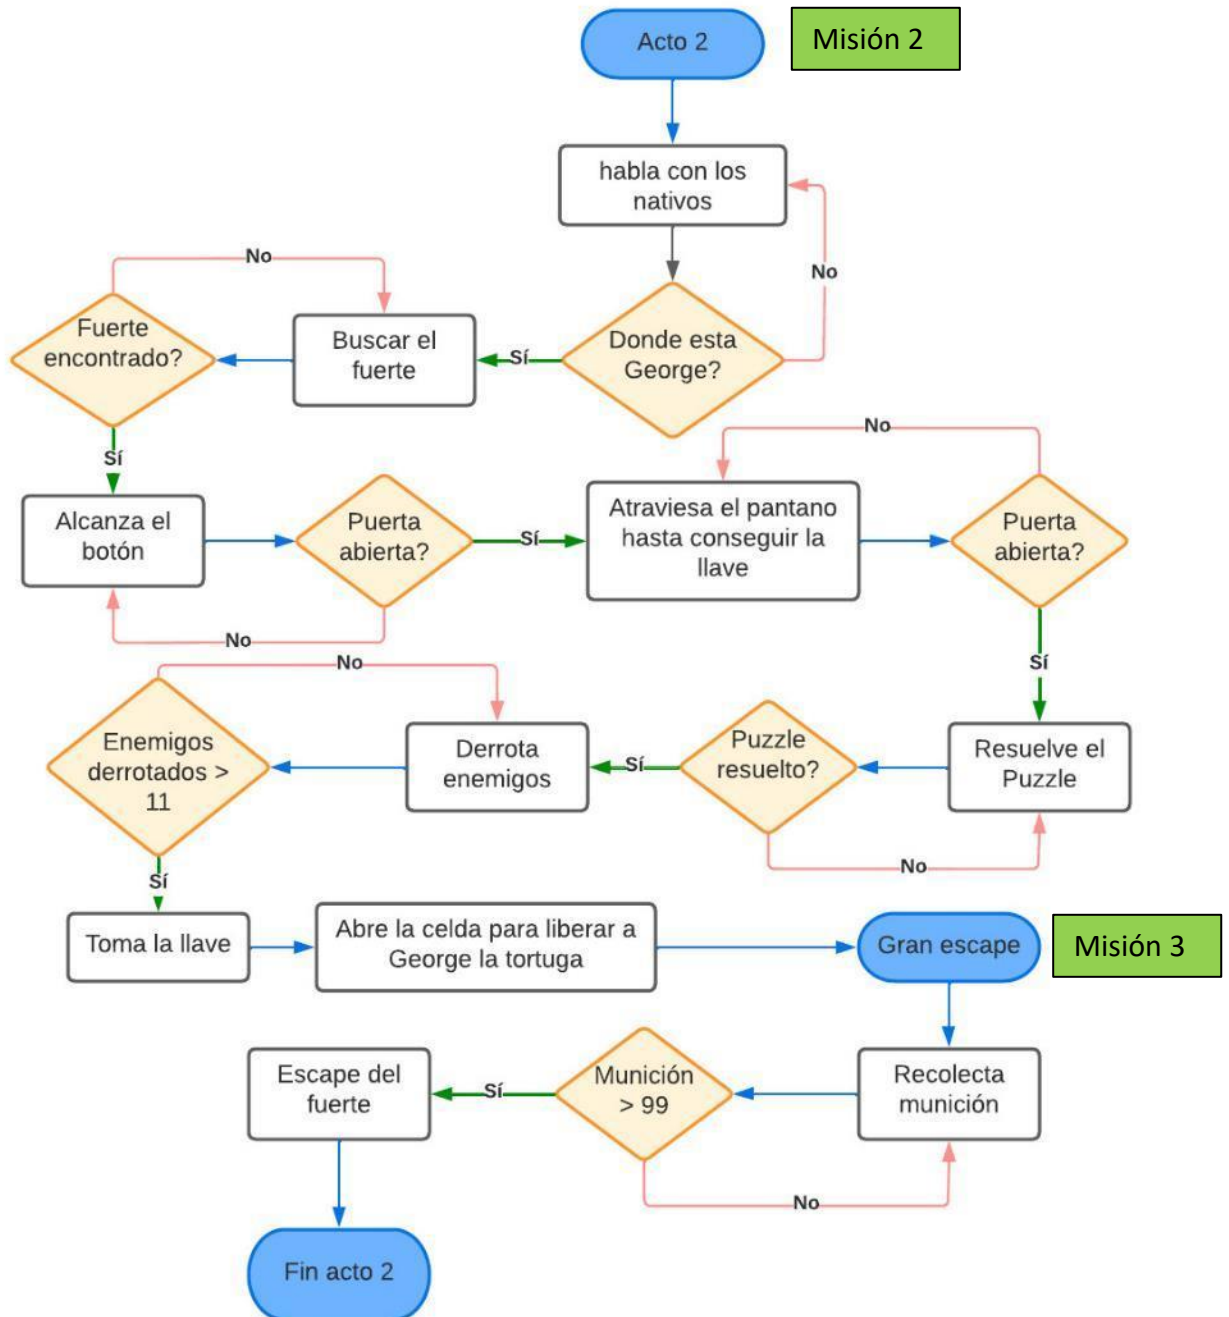 Acto 2
Misión 2
habla con los
nativos
No
Donde esta
George?
Sí
Buscar el
fuerte
No
Fuerte
encontrado?
Sí
Alcanza el
botón
Puerta
abierta?
No
Sí
Atraviesa el pantano
hasta conseguir la
llave
No
Puerta
abierta?
Sí
Resuelve el
Puzzle
Puzzle
resuelto?
No
Sí
Derrota
enemigos
No
Enemigos
derrotados >
11
Sí
Toma la llave
Abre la celda para liberar a
George la tortuga
Gran escape
Misión 3
Recolecta
munición
Munición
> 99
No
Sí
Escape del
fuerte
Fin acto 2